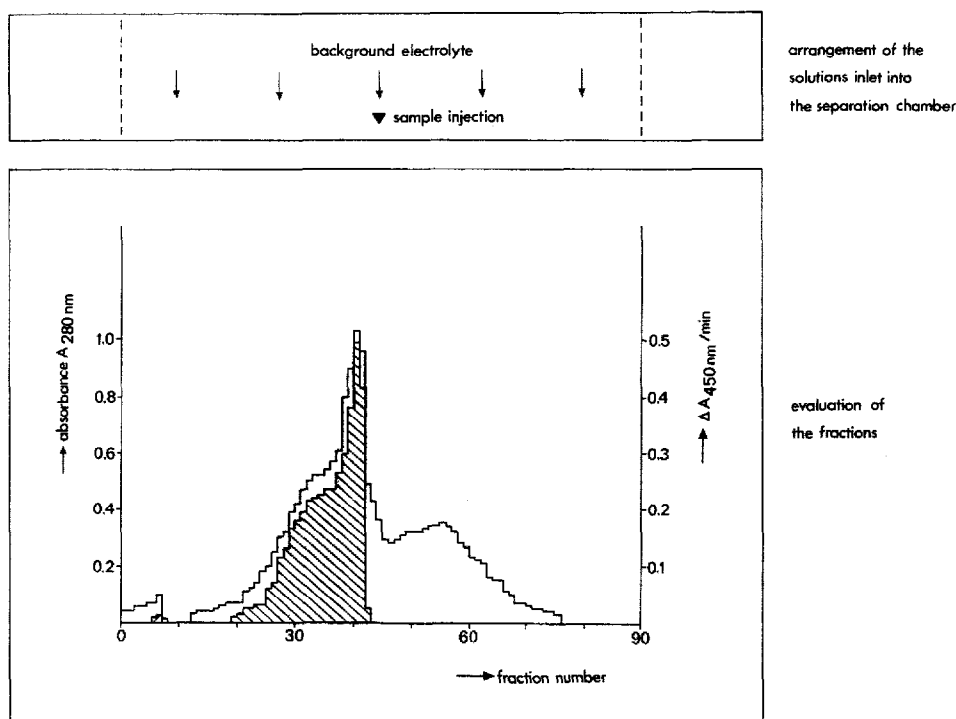 background electrolyte
sample injection
arrangement of the
solutions inlet into
the separation chamber
absorbance A 280 nm
1.0
0.8
0.6
0.4
0.2
0.5
0.4
0.3
0.2
0.1
Δ A 450 nm /min
0
30
60
90
fraction number
evaluation of
the fractions